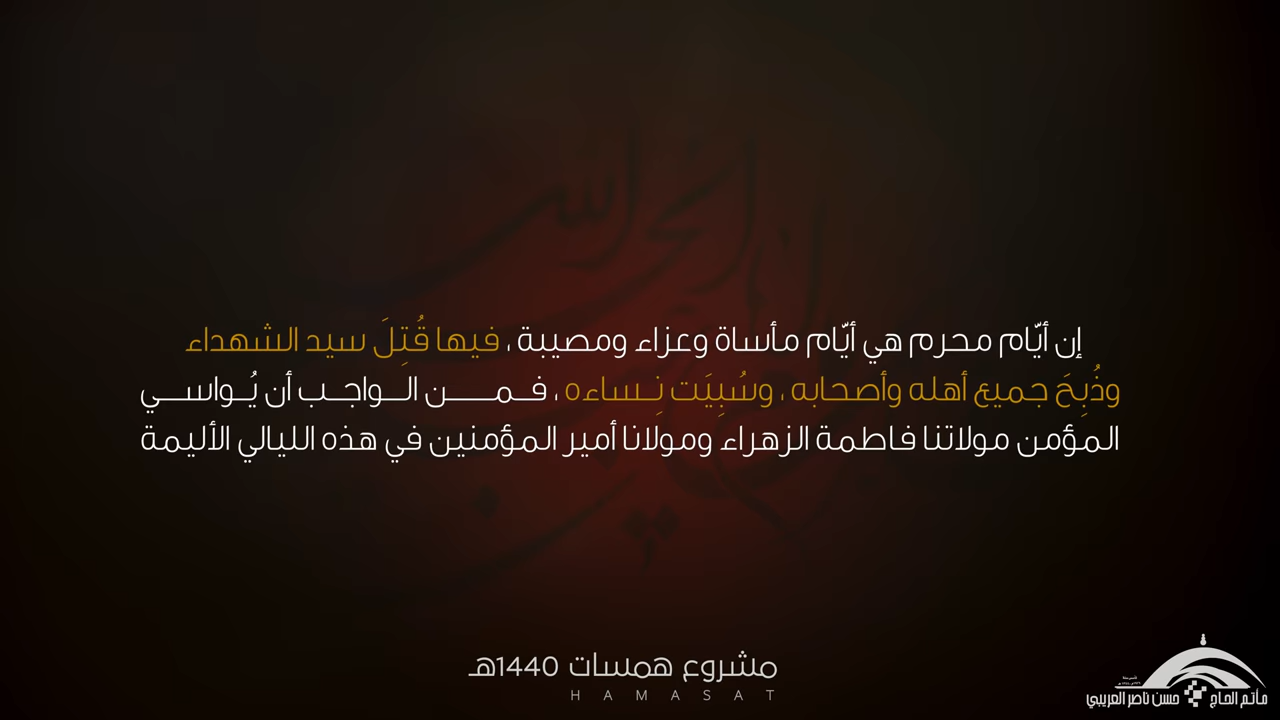 إن أيّام محرم هي أيّام مأساة وعزاء ومصيبة ، فيها قُتِلَ سيد الشهداء
وذُبِحَ جميع أهله وأصحابه ، وسُبِيَت نِساءه ، فمن الواجب أن يُواسي
المؤمن مولاتنا فاطمة الزهراء ومولانا أمير المؤمنين في هذه الليالي الأليمة
مشروع همسات 1440هـ
HAMASAT
مأتم الحاج حسن ناصر العريبي